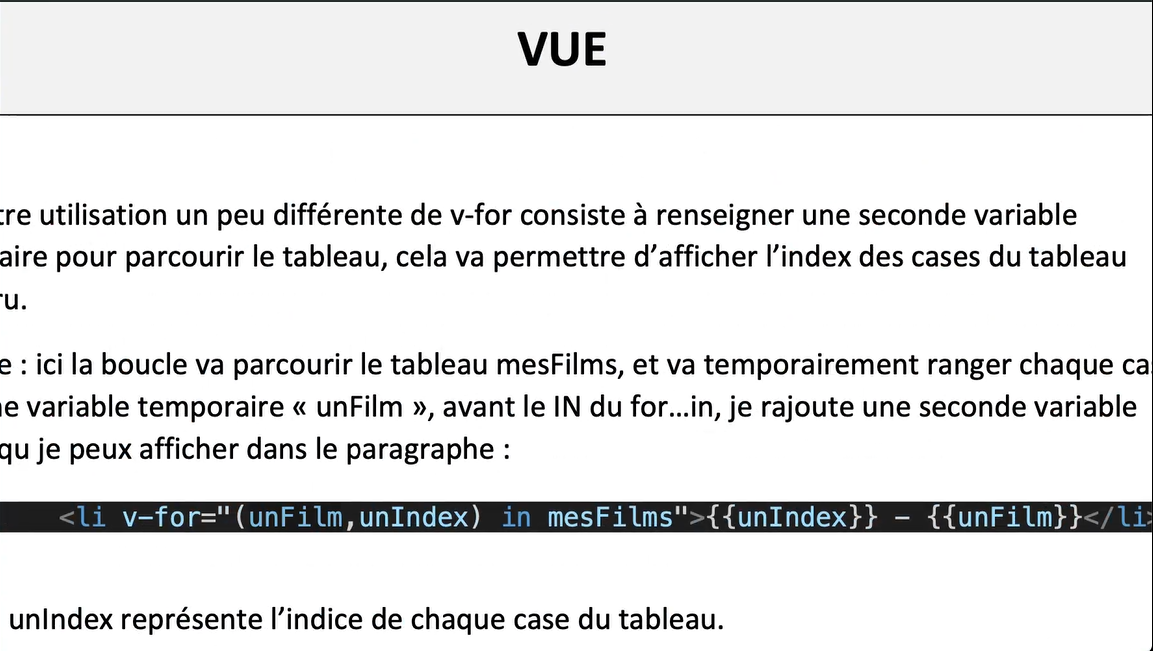 VUE
tre utilisation un peu différente de v-for consiste à renseigner une seconde variable
aire pour parcourir le tableau, cela va permettre d’afficher l’index des cases du tableau
ru.
e : ici la boucle va parcourir le tableau mesFilms, et va temporairement ranger chaque ca
ne variable temporaire « unFilm », avant le IN du for…in, je rajoute une seconde variable
qu je peux afficher dans le paragraphe :
<li v-for="(unFilm,unIndex) in mesFilms">{{unIndex}} – {{unFilm}}</li>
unIndex représente l’indice de chaque case du tableau.